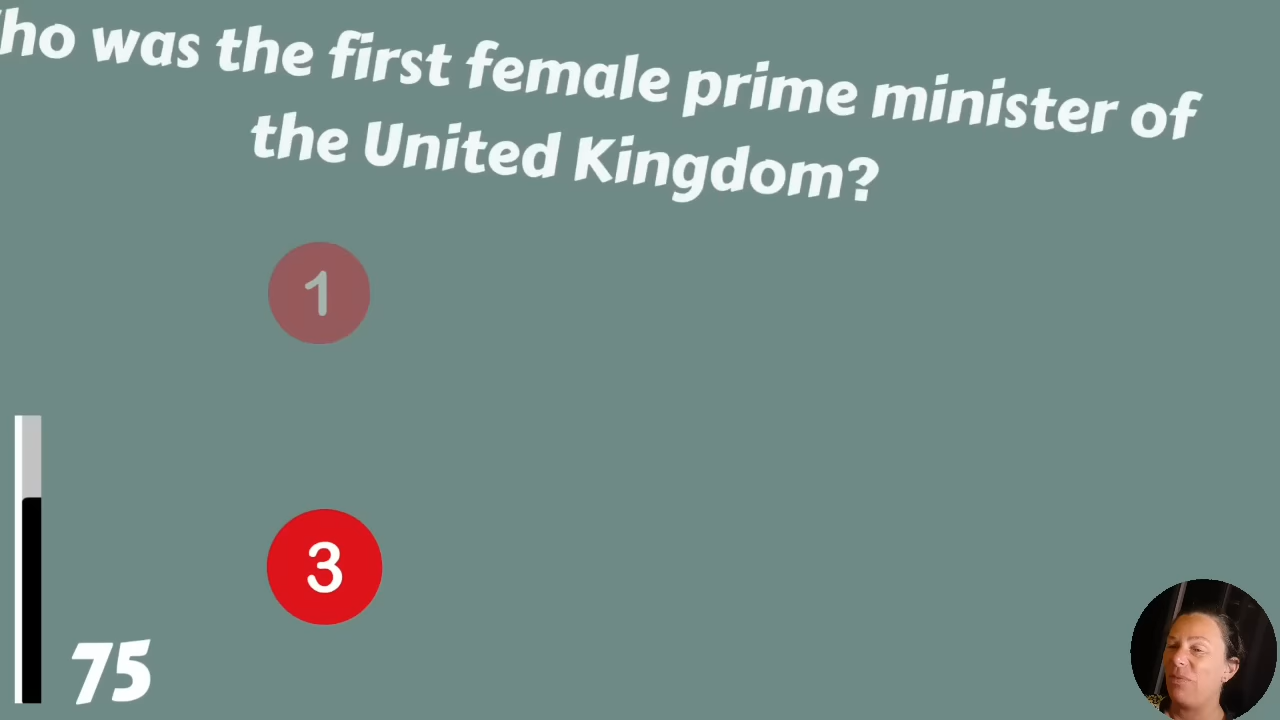 ho was the first female prime minister of
the United Kingdom?
1
3
75